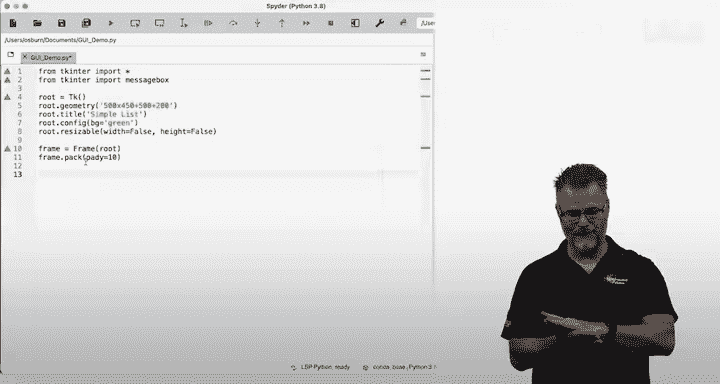 Spyder (Python 3.8)
/Users/osburn/Documents/GUI_Demo.py
GUI_Demo.py*
1 from tkinter import *
2 from tkinter import messagebox
3
4 root = Tk()
5 root.geometry('500x450+500+200')
6 root.title('Simple List')
7 root.config(bg='green')
8 root.resizable(width=False, height=False)
9
10 frame = Frame(root)
11 frame.pack(pady=10)
12
13
LSP Python: ready
conda: base (Python 3